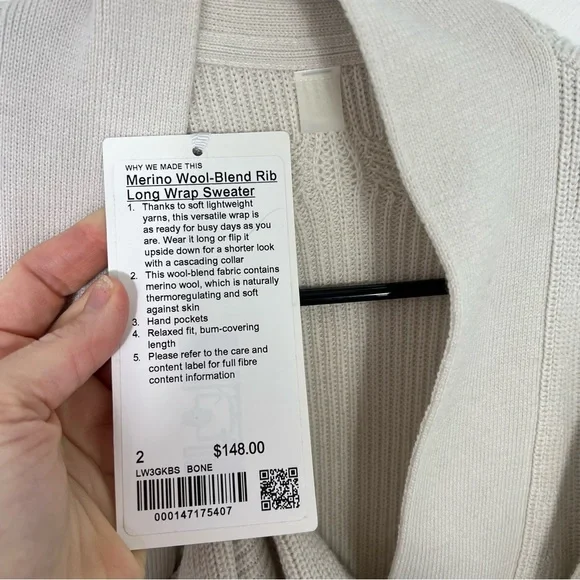 WHY WE MADE THIS
Merino Wool-Blend Rib
Long Wrap Sweater
1. Thanks to soft lightweight
yarns, this versatile wrap is
as ready for busy days as you
are. Wear it long or flip it
upside down for a shorter look
with a cascading collar
2. This wool-blend fabric contains
merino wool, which is naturally
thermoregulating and soft
against skin
3. Hand pockets
4. Relaxed fit, bum-covering
length
5. Please refer to the care and
content label for full fibre
content information
2 $148.00
LW3GKBS BONE
000147175407